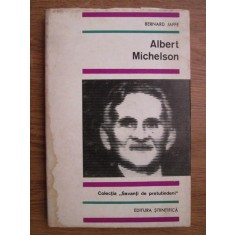 BERNARD JAFFE
Albert
Michelson
Colecția „Savanți de pretutindeni”
EDITURA ȘTIINȚIFICĂ